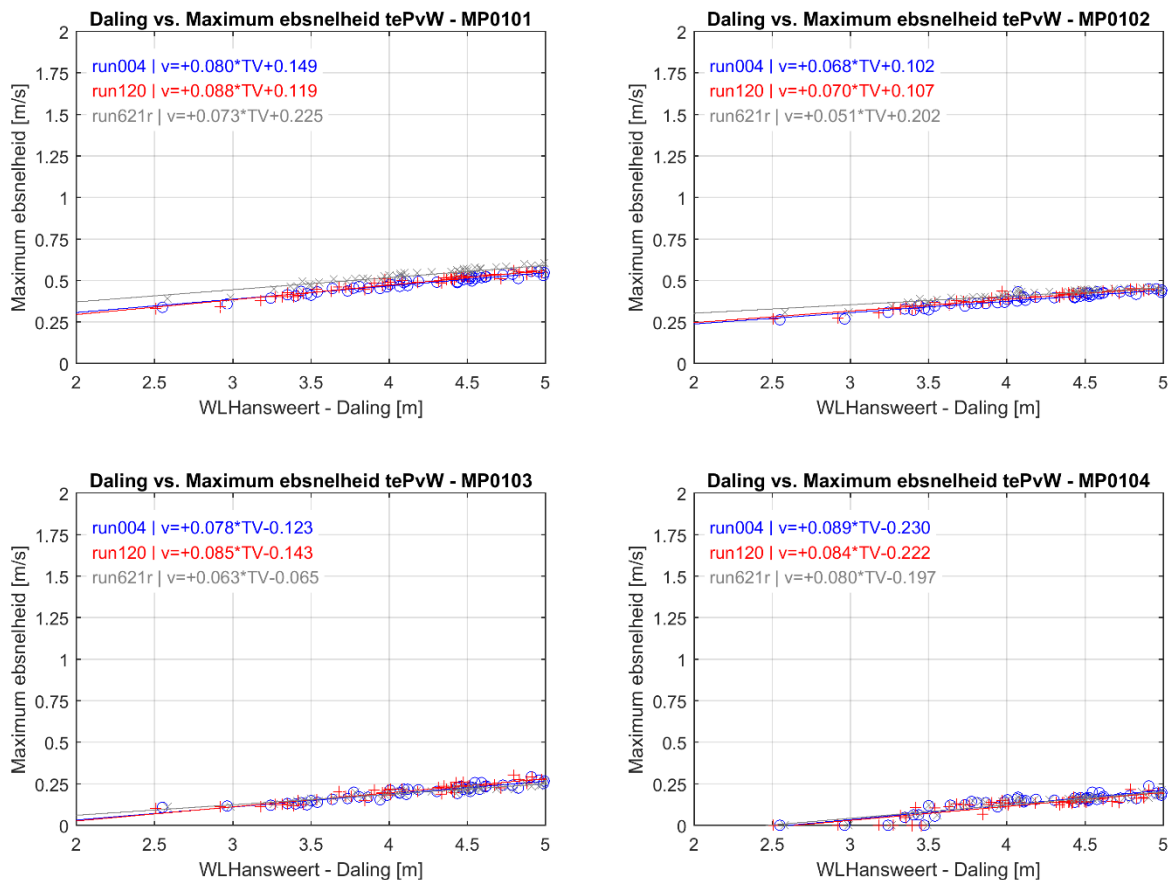 Daling vs. Maximum ebsnelheid tePvW - MP0101
2
1.75
1.5
1.25
1
0.75
0.5
0.25
0
Maximum ebsnelheid [m/s]
run004 | v=+0.080*TV+0.149
run120 | v=+0.088*TV+0.119
run621r | v=+0.073*TV+0.225
2 2.5 3 3.5 4 4.5 5
WLHansweert - Daling [m]
Daling vs. Maximum ebsnelheid tePvW - MP0102
2
1.75
1.5
1.25
1
0.75
0.5
0.25
0
Maximum ebsnelheid [m/s]
run004 | v=+0.068*TV+0.102
run120 | v=+0.070*TV+0.107
run621r | v=+0.051*TV+0.202
2 2.5 3 3.5 4 4.5 5
WLHansweert - Daling [m]
Daling vs. Maximum ebsnelheid tePvW - MP0103
2
1.75
1.5
1.25
1
0.75
0.5
0.25
0
Maximum ebsnelheid [m/s]
run004 | v=+0.078*TV-0.123
run120 | v=+0.085*TV-0.143
run621r | v=+0.063*TV-0.065
2 2.5 3 3.5 4 4.5 5
WLHansweert - Daling [m]
Daling vs. Maximum ebsnelheid tePvW - MP0104
2
1.75
1.5
1.25
1
0.75
0.5
0.25
0
Maximum ebsnelheid [m/s]
run004 | v=+0.089*TV-0.230
run120 | v=+0.084*TV-0.222
run621r | v=+0.080*TV-0.197
2 2.5 3 3.5 4 4.5 5
WLHansweert - Daling [m]